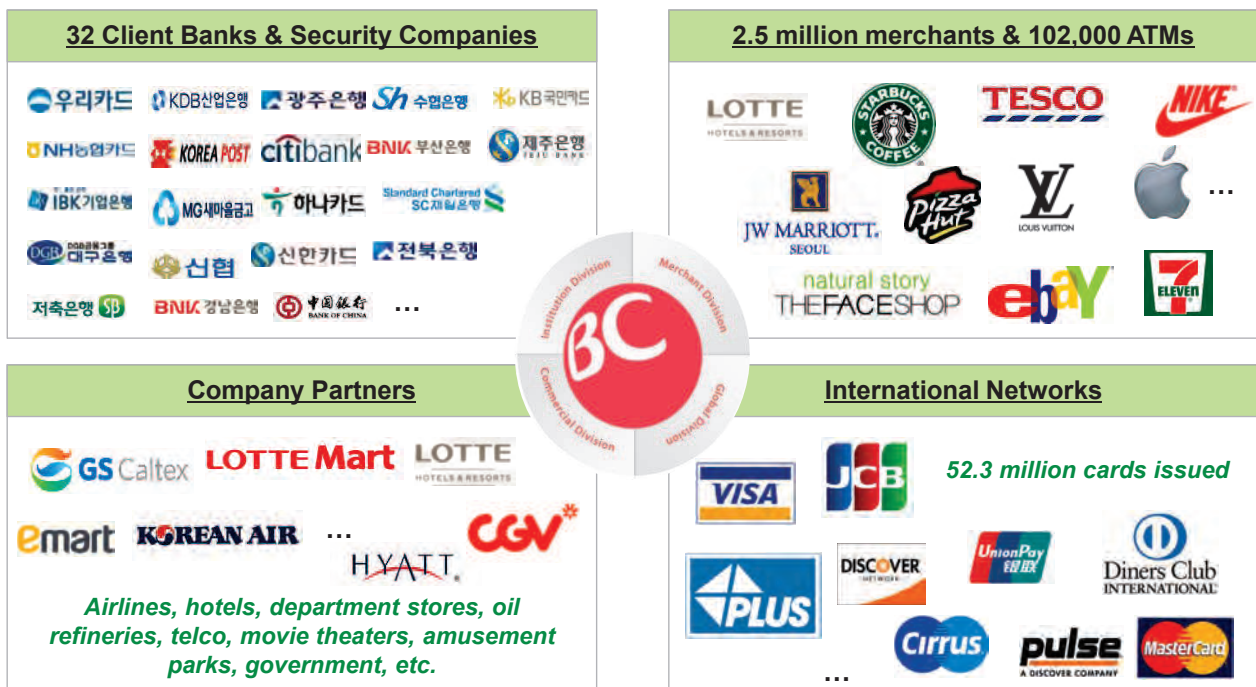 32 Client Banks & Security Companies
우리카드 KDB산업은행 광주은행 Sh 수협은행 KB국민카드
NH농협카드 KOREA POST citibank BNK 부산은행 제주은행
JEJU BANK
IBK기업은행 MG새마을금고 하나카드 Standard Chartered
SC제일은행
DGB DGB금융그룹
대구은행 신협 신한카드 전북은행
저축은행 SB BNK 경남은행 中国银行
BANK OF CHINA ...
2.5 million merchants & 102,000 ATMs
LOTTE
HOTELS & RESORTS
STARBUCKS
COFFEE
TESCO
NIKE
JW MARRIOTT.
SEOUL
Pizza
Hut
LV
LOUIS VUITTON
...
natural story
THEFACESHOP
ebay
7
ELEVEN
Institution Division
Merchant Division
BC
Commercial Division
Global Division
Company Partners
GS Caltex
LOTTE Mart
LOTTE
HOTELS & RESORTS
emart
KOREAN AIR
...
CGV
HYATT
Airlines, hotels, department stores, oil
refineries, telco, movie theaters, amusement
parks, government, etc.
International Networks
VISA
JCB
52.3 million cards issued
PLUS
DISCOVER
NETWORK
UnionPay
银联
Diners Club
INTERNATIONAL
Cirrus
pulse
A DISCOVER COMPANY
MasterCard
...